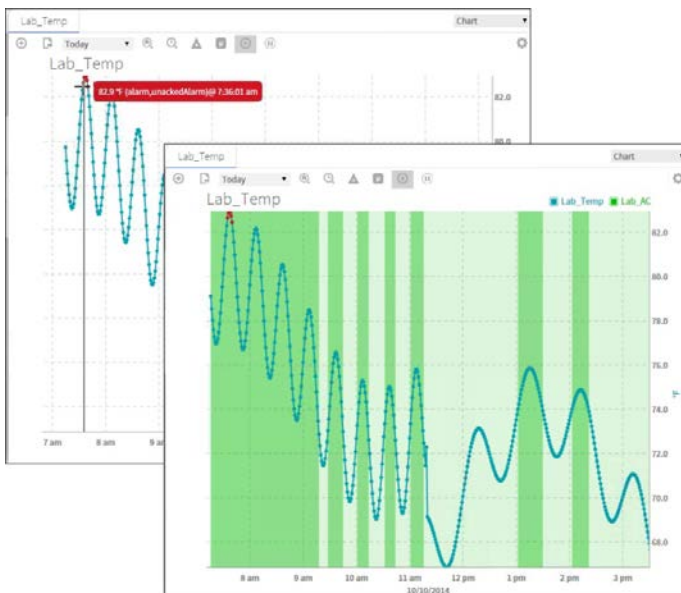 Lab_Temp
Chart
Today
H
Lab_Temp
82.9 °F (alarm,unackedAlarm)@ 7:36:01 am
82.0
80.0
7 am 8 am 9 a
Lab_Temp
Chart
Today
H
Lab_Temp
Lab_Temp Lab_AC
82.0
80.0
78.0
76.0
74.0
72.0
70.0
68.0
°F
8 am 9 am 10 am 11 am 12 pm 1 pm 2 pm 3 pm
10/10/2014